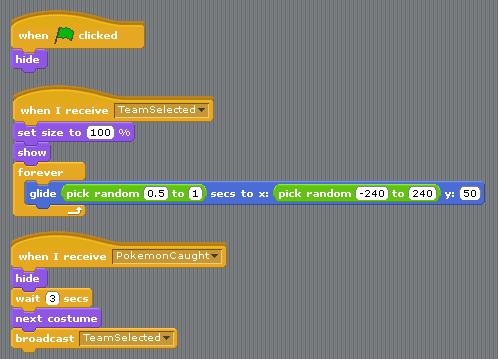 when clicked
hide
when I receive TeamSelected
set size to 100 %
show
forever
glide pick random 0.5 to 1 secs to x: pick random -240 to 240 y: 50
when I receive PokemonCaught
hide
wait 3 secs
next costume
broadcast TeamSelected